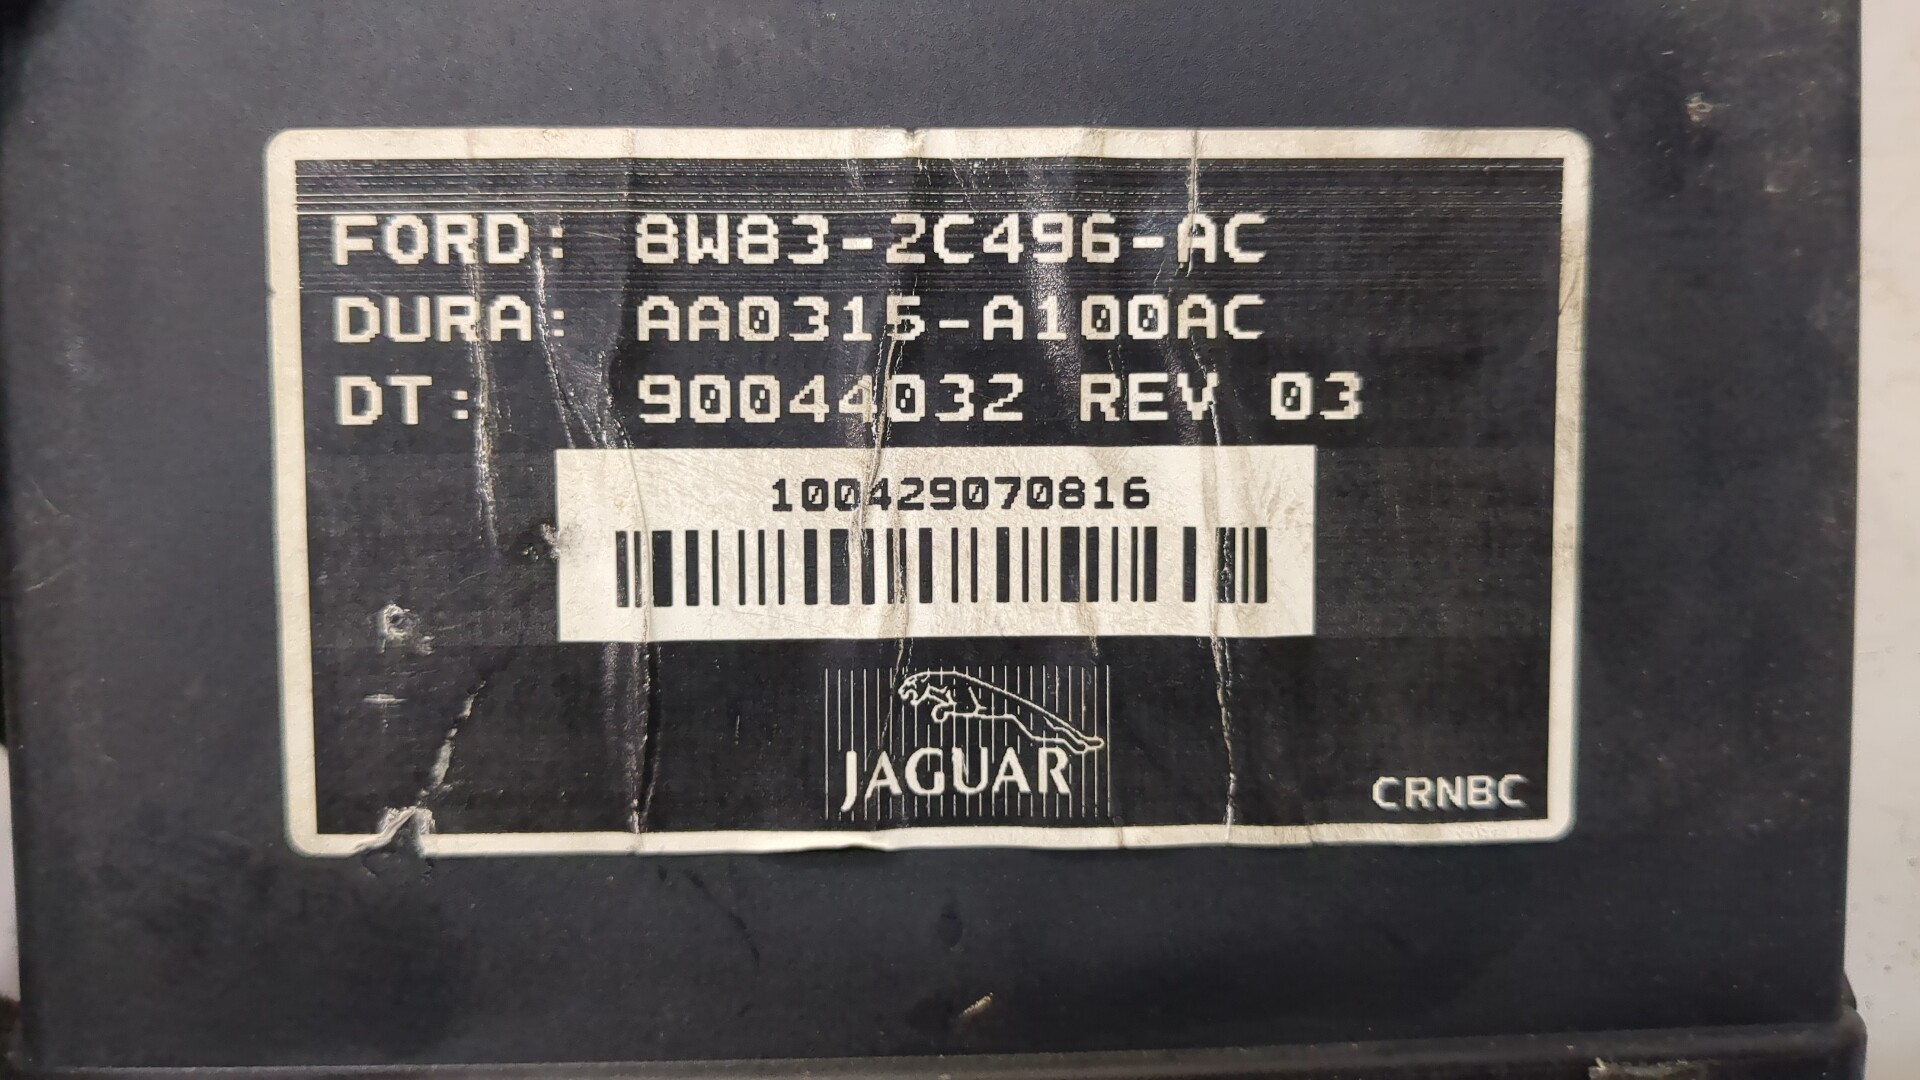 FORD: 8W83-2C496-AC
DURA: AA0315-A100AC
DT: 90044032 REV 03
100429070816
JAGUAR
CRNBC